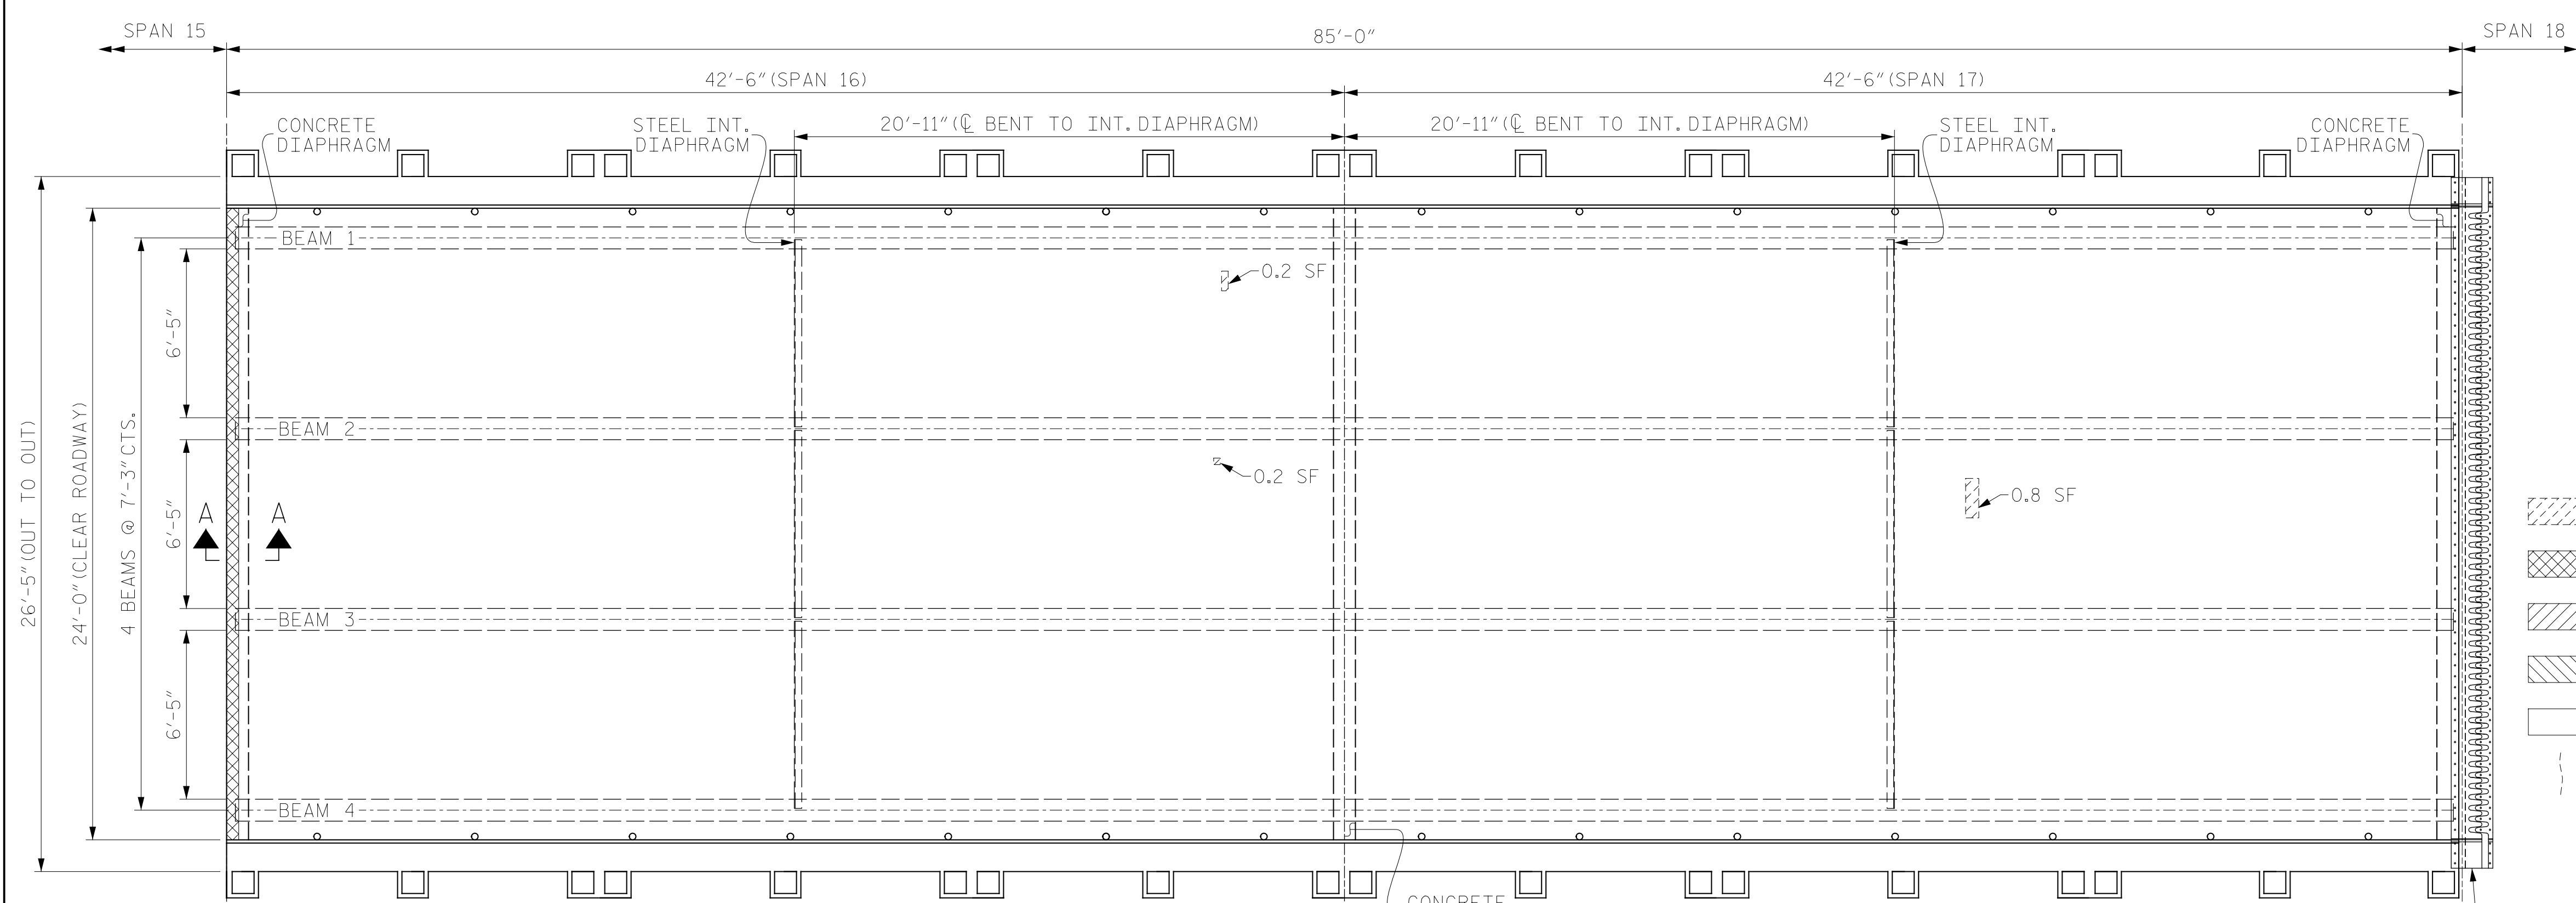 SPAN 15
85'-0"
SPAN 18
42'-6" (SPAN 16)
42'-6" (SPAN 17)
CONCRETE
DIAPHRAGM
STEEL INT.
DIAPHRAGM
20'-11" (℄ BENT TO INT. DIAPHRAGM)
20'-11" (℄ BENT TO INT. DIAPHRAGM)
STEEL INT.
DIAPHRAGM
CONCRETE
DIAPHRAGM
BEAM 1
0.2 SF
6'-5"
BEAM 2
0.2 SF
0.8 SF
26'-5" (OUT TO OUT)
24'-0" (CLEAR ROADWAY)
4 BEAMS @ 7'-3" CTS.
6'-5"
A
A
BEAM 3
6'-5"
BEAM 4
CONCRETE